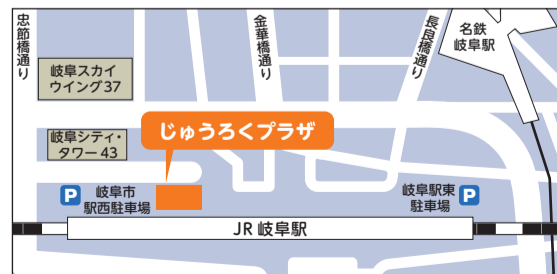 忠節橋通り
金華橋通り
長良橋通り
名鉄
岐阜駅
岐阜スカイ
ウイング37
岐阜シティ・
タワー43
じゅうろくプラザ
P
岐阜市
駅西駐車場
岐阜駅東
駐車場
P
JR 岐阜駅